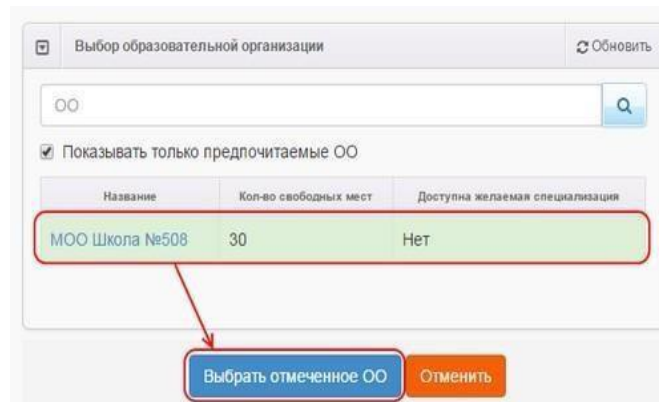 Выбор образовательной организации
Обновить
ОО
Показывать только предпочитаемые ОО
Название Кол-во свободных мест Доступна желаемая специализация
МОО Школа №508 30 Нет
Выбрать отмеченное ОО Отменить